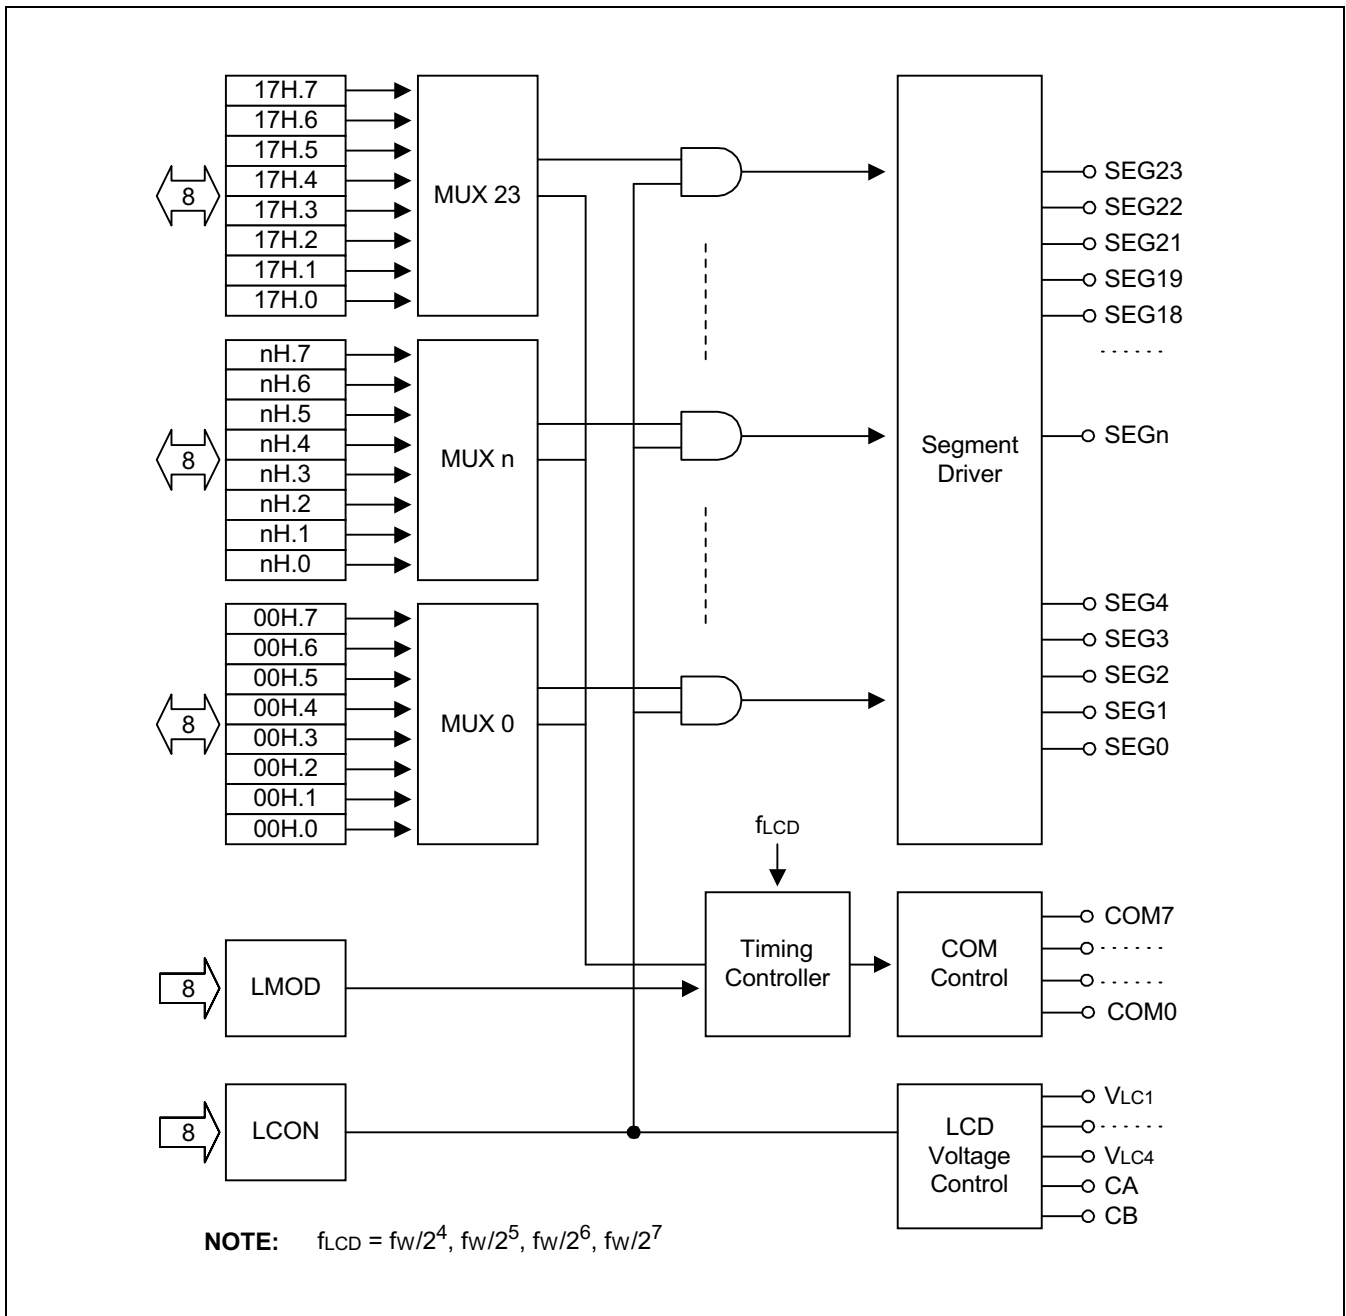 17H.7
17H.6
17H.5
17H.4
17H.3
17H.2
17H.1
17H.0
8
MUX 23
nH.7
nH.6
nH.5
nH.4
nH.3
nH.2
nH.1
nH.0
8
MUX n
00H.7
00H.6
00H.5
00H.4
00H.3
00H.2
00H.1
00H.0
8
MUX 0
Segment
Driver
SEG23
SEG22
SEG21
SEG19
SEG18
......
SEGn
SEG4
SEG3
SEG2
SEG1
SEG0
fLCD
8
LMOD
Timing
Controller
COM
Control
COM7
......
......
COM0
8
LCON
LCD
Voltage
Control
VLC1
......
VLC4
CA
CB
NOTE: fLCD = fW/2^4, fW/2^5, fW/2^6, fW/2^7